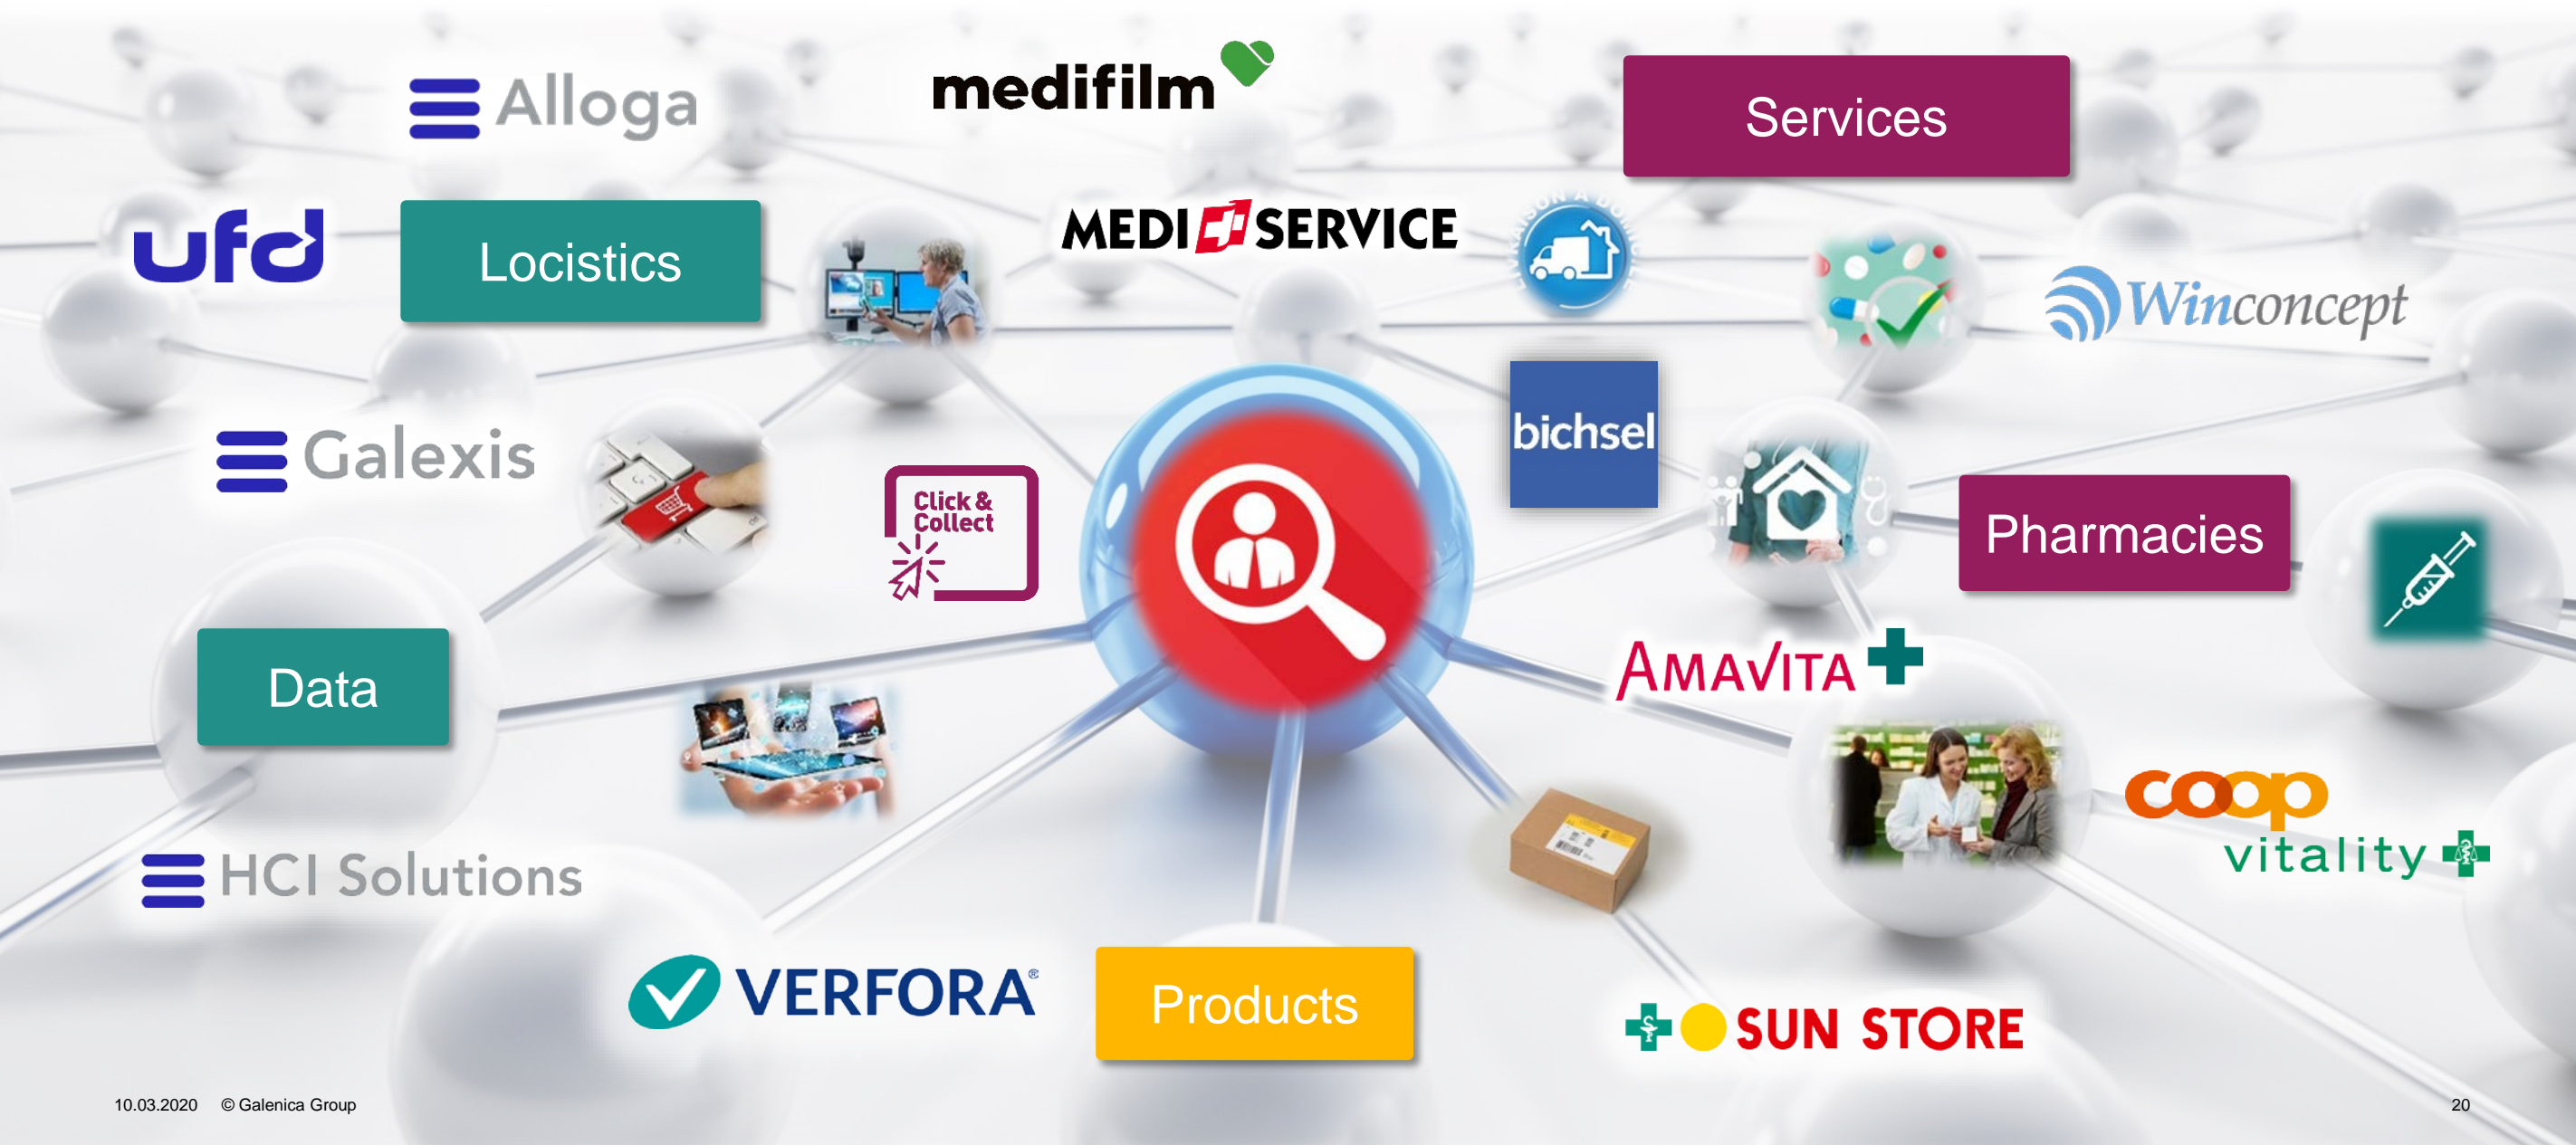 Alloga
medifilm
Services
ufd
Locistics
MEDI SERVICE
Winconcept
Galexis
bichsel
Click &
Collect
Pharmacies
Data
AMAVITA
coop
vitality
HCI Solutions
VERFORA®
Products
SUN STORE
10.03.2020 © Galenica Group
20